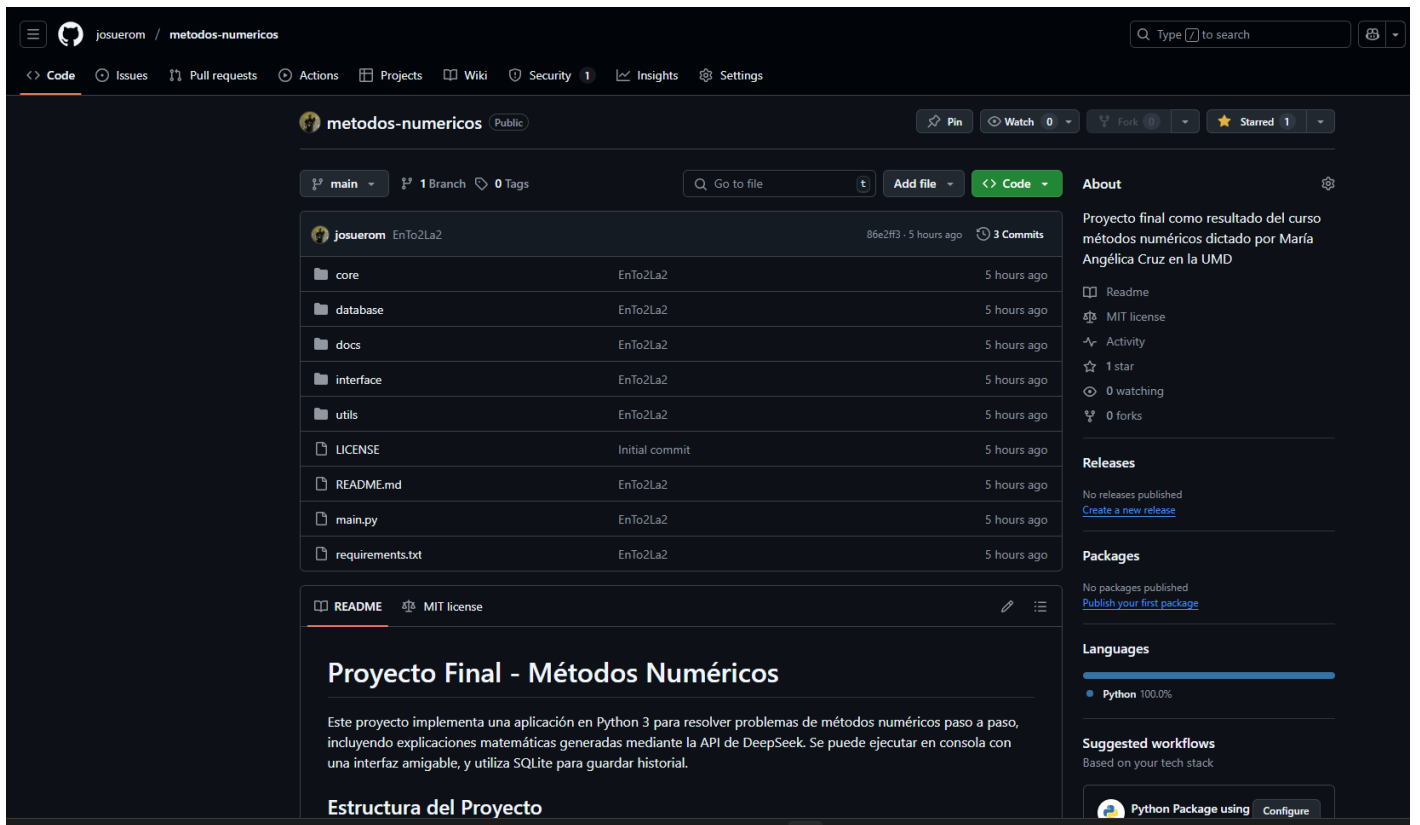 josuerom / metodos-numericos
Type / to search
Code Issues Pull requests Actions Projects Wiki Security 1 Insights Settings
metodos-numericos Public
Pin Watch 0 Fork 0 Starred 1
main 1 Branch 0 Tags
Go to file t Add file Code
josuerom EnTo2La2 86e2ff3 · 5 hours ago 3 Commits
core EnTo2La2 5 hours ago
database EnTo2La2 5 hours ago
docs EnTo2La2 5 hours ago
interface EnTo2La2 5 hours ago
utils EnTo2La2 5 hours ago
LICENSE Initial commit 5 hours ago
README.md EnTo2La2 5 hours ago
main.py EnTo2La2 5 hours ago
requirements.txt EnTo2La2 5 hours ago
README MIT license
Proyecto Final - Métodos Numéricos
Este proyecto implementa una aplicación en Python 3 para resolver problemas de métodos numéricos paso a paso,
incluyendo explicaciones matemáticas generadas mediante la API de DeepSeek. Se puede ejecutar en consola con
una interfaz amigable, y utiliza SQLite para guardar historial.
Estructura del Proyecto
About
Proyecto final como resultado del curso
métodos numéricos dictado por María
Angélica Cruz en la UMD
Readme
MIT license
Activity
1 star
0 watching
0 forks
Releases
No releases published
Create a new release
Packages
No packages published
Publish your first package
Languages
Python 100.0%
Suggested workflows
Based on your tech stack
Python Package using Configure